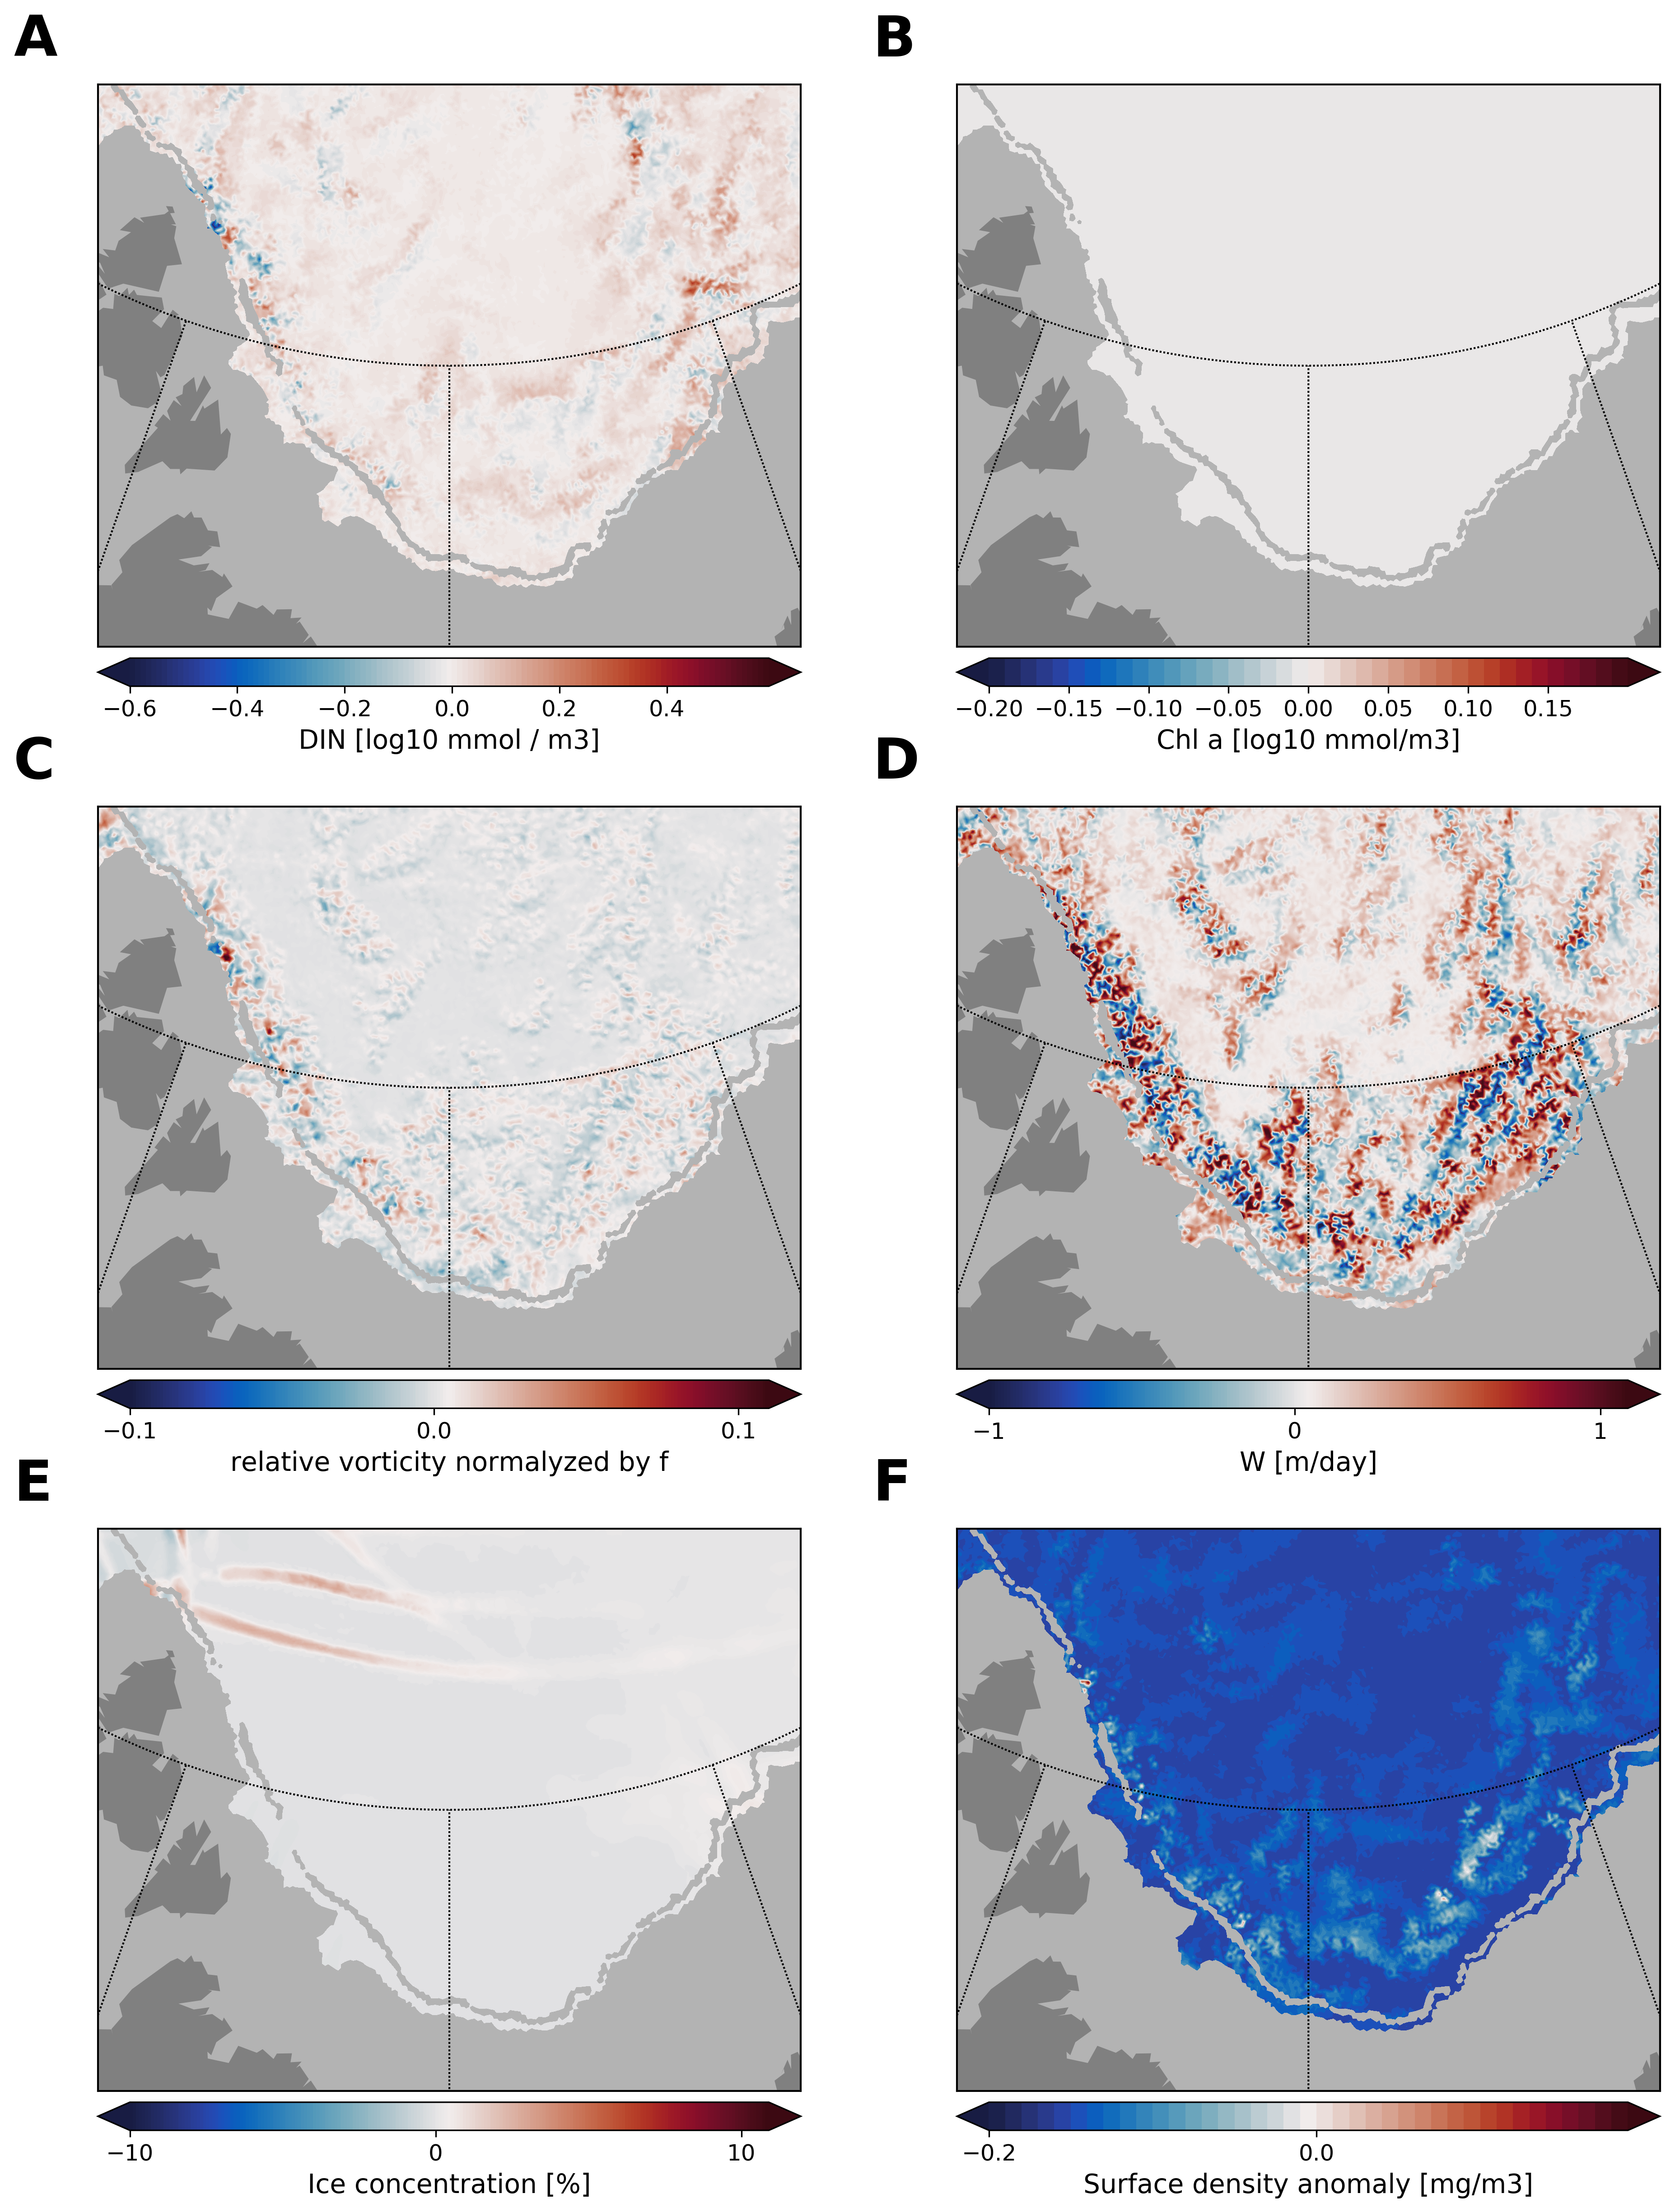 A
B
−0.6 −0.4 −0.2 0.0 0.2 0.4
DIN [log10 mmol / m3]
−0.20 −0.15 −0.10 −0.05 0.00 0.05 0.10 0.15
Chl a [log10 mmol/m3]
C
D
−0.1 0.0 0.1
relative vorticity normalyzed by f
−1 0 1
W [m/day]
E
F
−10 0 10
Ice concentration [%]
−0.2 0.0
Surface density anomaly [mg/m3]